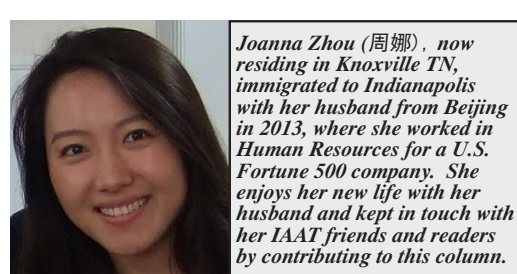 Joanna Zhou (周娜), now
residing in Knoxville TN,
immigrated to Indianapolis
with her husband from Beijing
in 2013, where she worked in
Human Resources for a U.S.
Fortune 500 company.  She
enjoys her new life with her
husband and kept in touch with
her IAAT friends and readers
by contributing to this column.